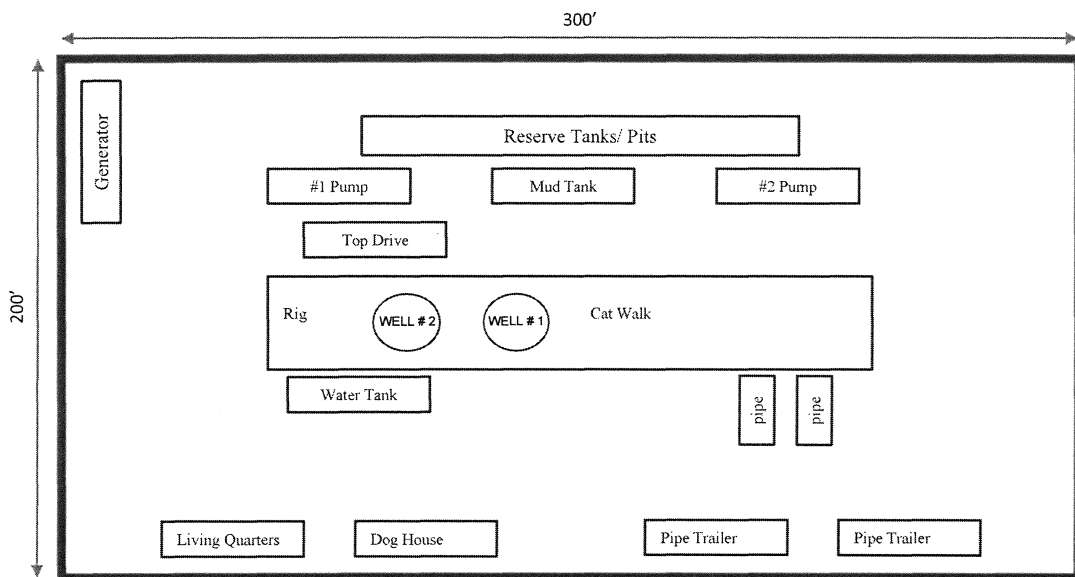 300’
200’
Generator
Reserve Tanks/ Pits
#1 Pump
Mud Tank
#2 Pump
Top Drive
Rig
WELL # 2
WELL # 1
Cat Walk
Water Tank
pipe
pipe
Living Quarters
Dog House
Pipe Trailer
Pipe Trailer